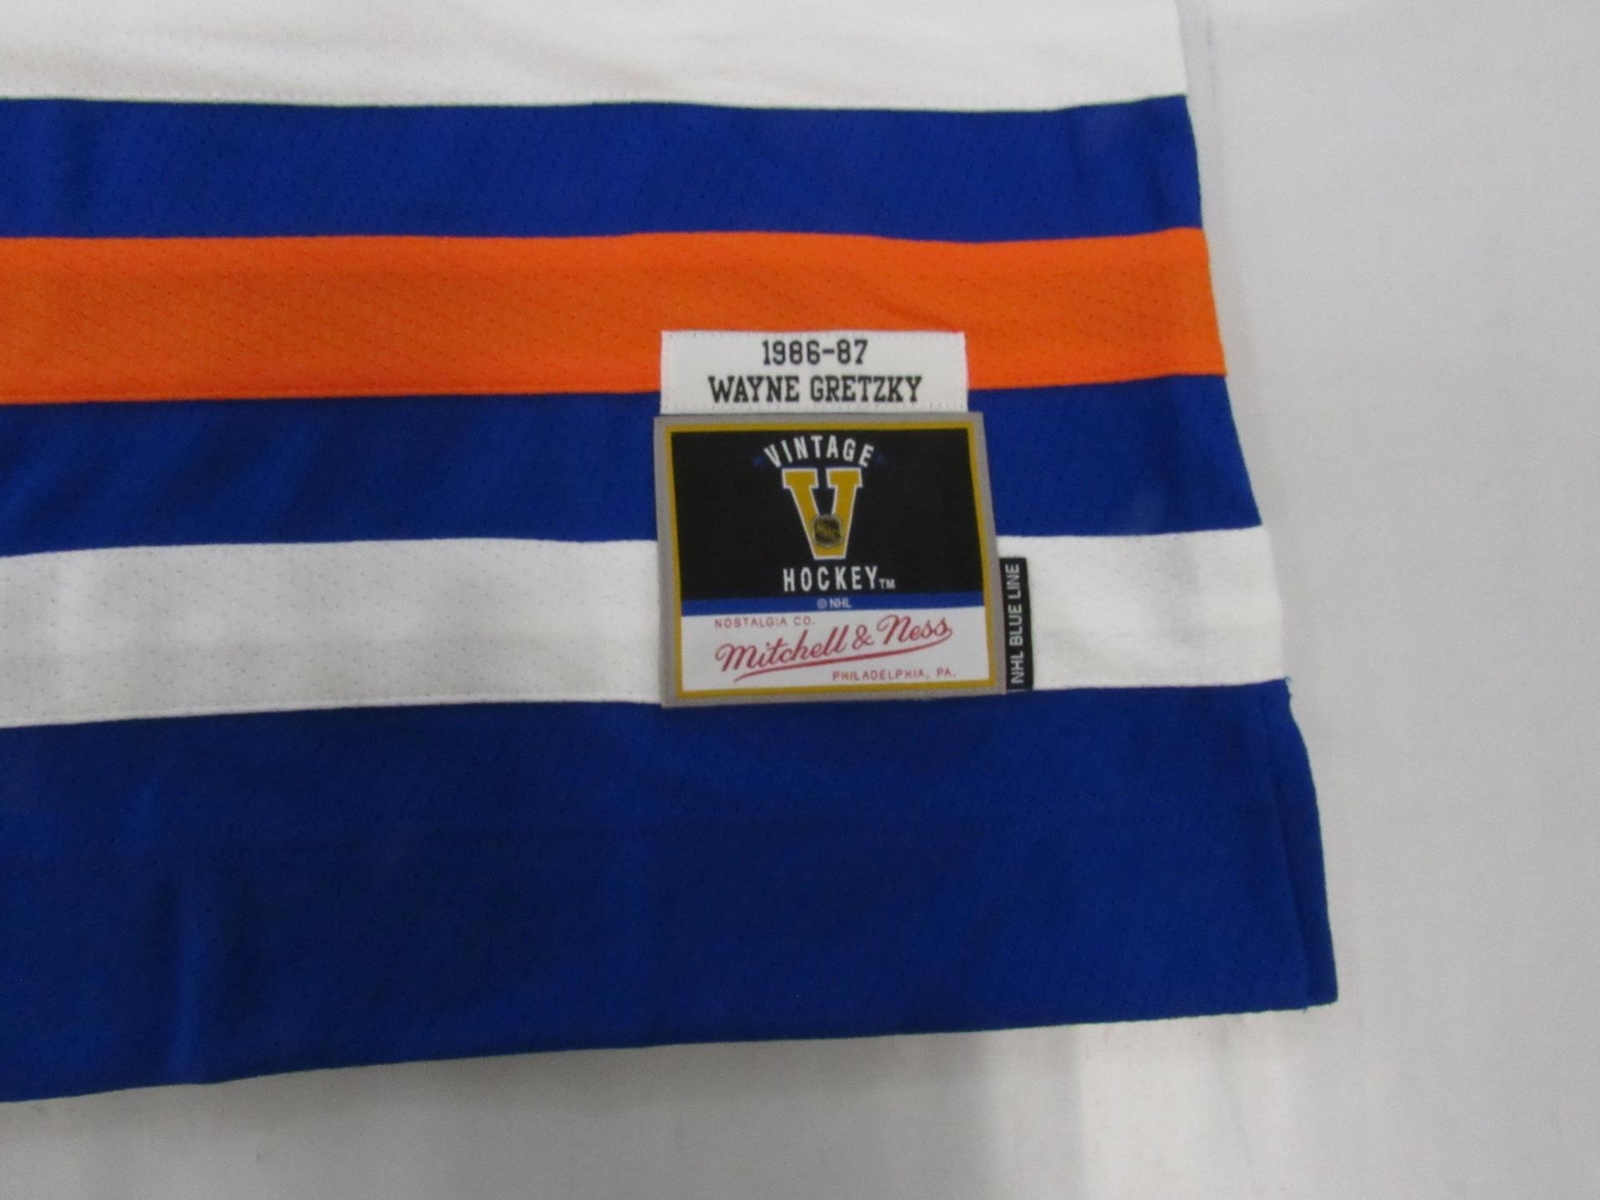 1986-87
WAYNE GRETZKY
VINTAGE
V
HOCKEY™
© NHL
NOSTALGIA CO.
Mitchell & Ness
PHILADELPHIA, PA.
NHL BLUE LINE